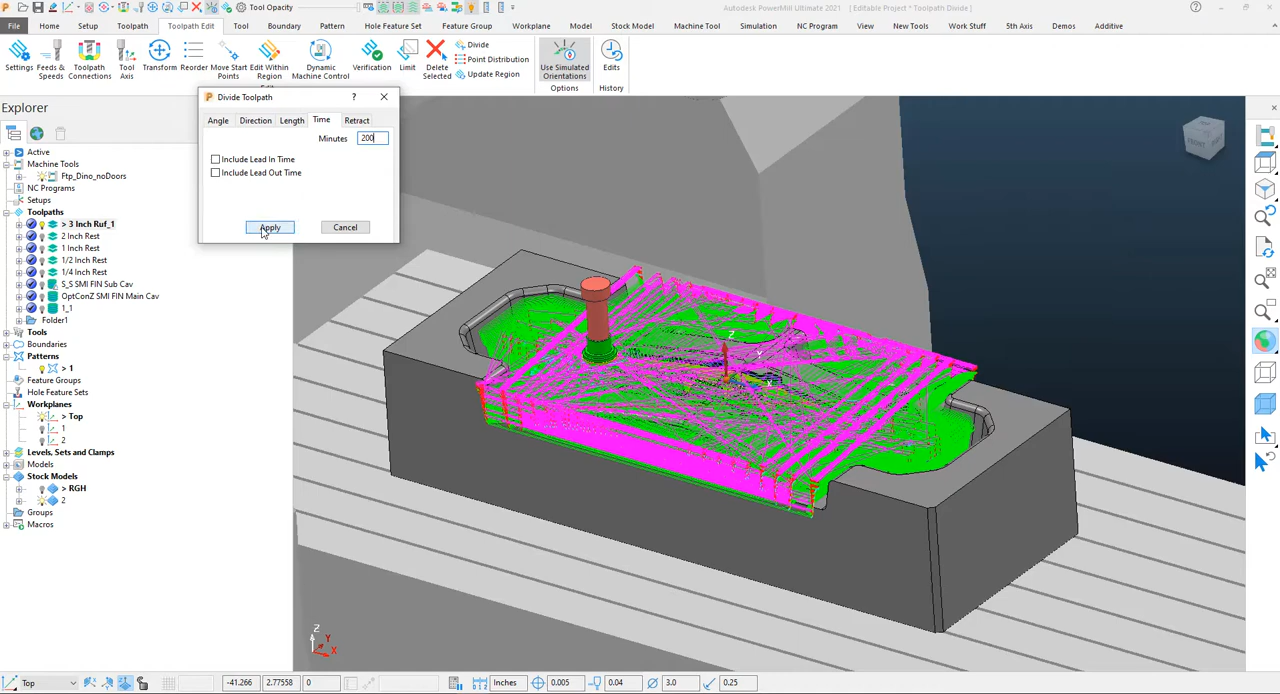 Tool Opacity
Autodesk PowerMill Ultimate 2021 [ Editable Project * Toolpath Divide ]
File Home Setup Toolpath Toolpath Edit Tool Boundary Pattern Hole Feature Set Feature Group Workplane Model Stock Model Machine Tool Simulation NC Program View New Tools Work Stuff 5th Axis Demos Additive
Settings Feeds & Speeds Toolpath Connections Tool Axis Transform Reorder Move Start Points Edit Within Region Dynamic Machine Control Verification Limit Delete Selected
Divide
Point Distribution
Update Region
Use Simulated Orientations
Edits
Options
History
Divide Toolpath ?
Angle Direction Length Time Retract
Minutes 200
Include Lead In Time
Include Lead Out Time
Apply Cancel
Explorer
Active
Machine Tools
Ftp_Dino_noDoors
NC Programs
Setups
Toolpaths
> 3 Inch Ruf_1
2 Inch Rest
1 Inch Rest
1/2 Inch Rest
1/4 Inch Rest
S_S SMI FIN Sub Cav
OptConZ SMI FIN Main Cav
1_1
Folder1
Tools
Boundaries
Patterns
> 1
Feature Groups
Hole Feature Sets
Workplanes
> Top
1
2
Levels, Sets and Clamps
Models
Stock Models
> RGH
2
Groups
Macros
FRONT
Z
Y
X
Z
Y
X
Top -41.266 2.77558 0 Inches 0.005 0.04 3.0 0.25